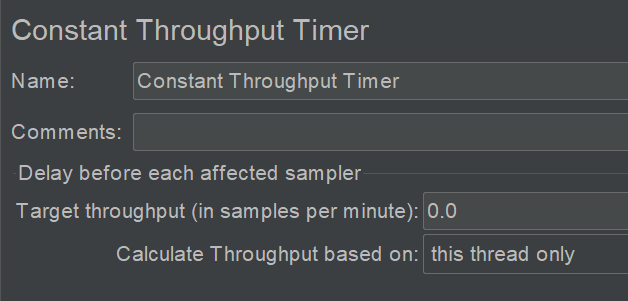 Constant Throughput Timer
Name: Constant Throughput Timer
Comments:
Delay before each affected sampler
Target throughput (in samples per minute): 0.0
Calculate Throughput based on: this thread only